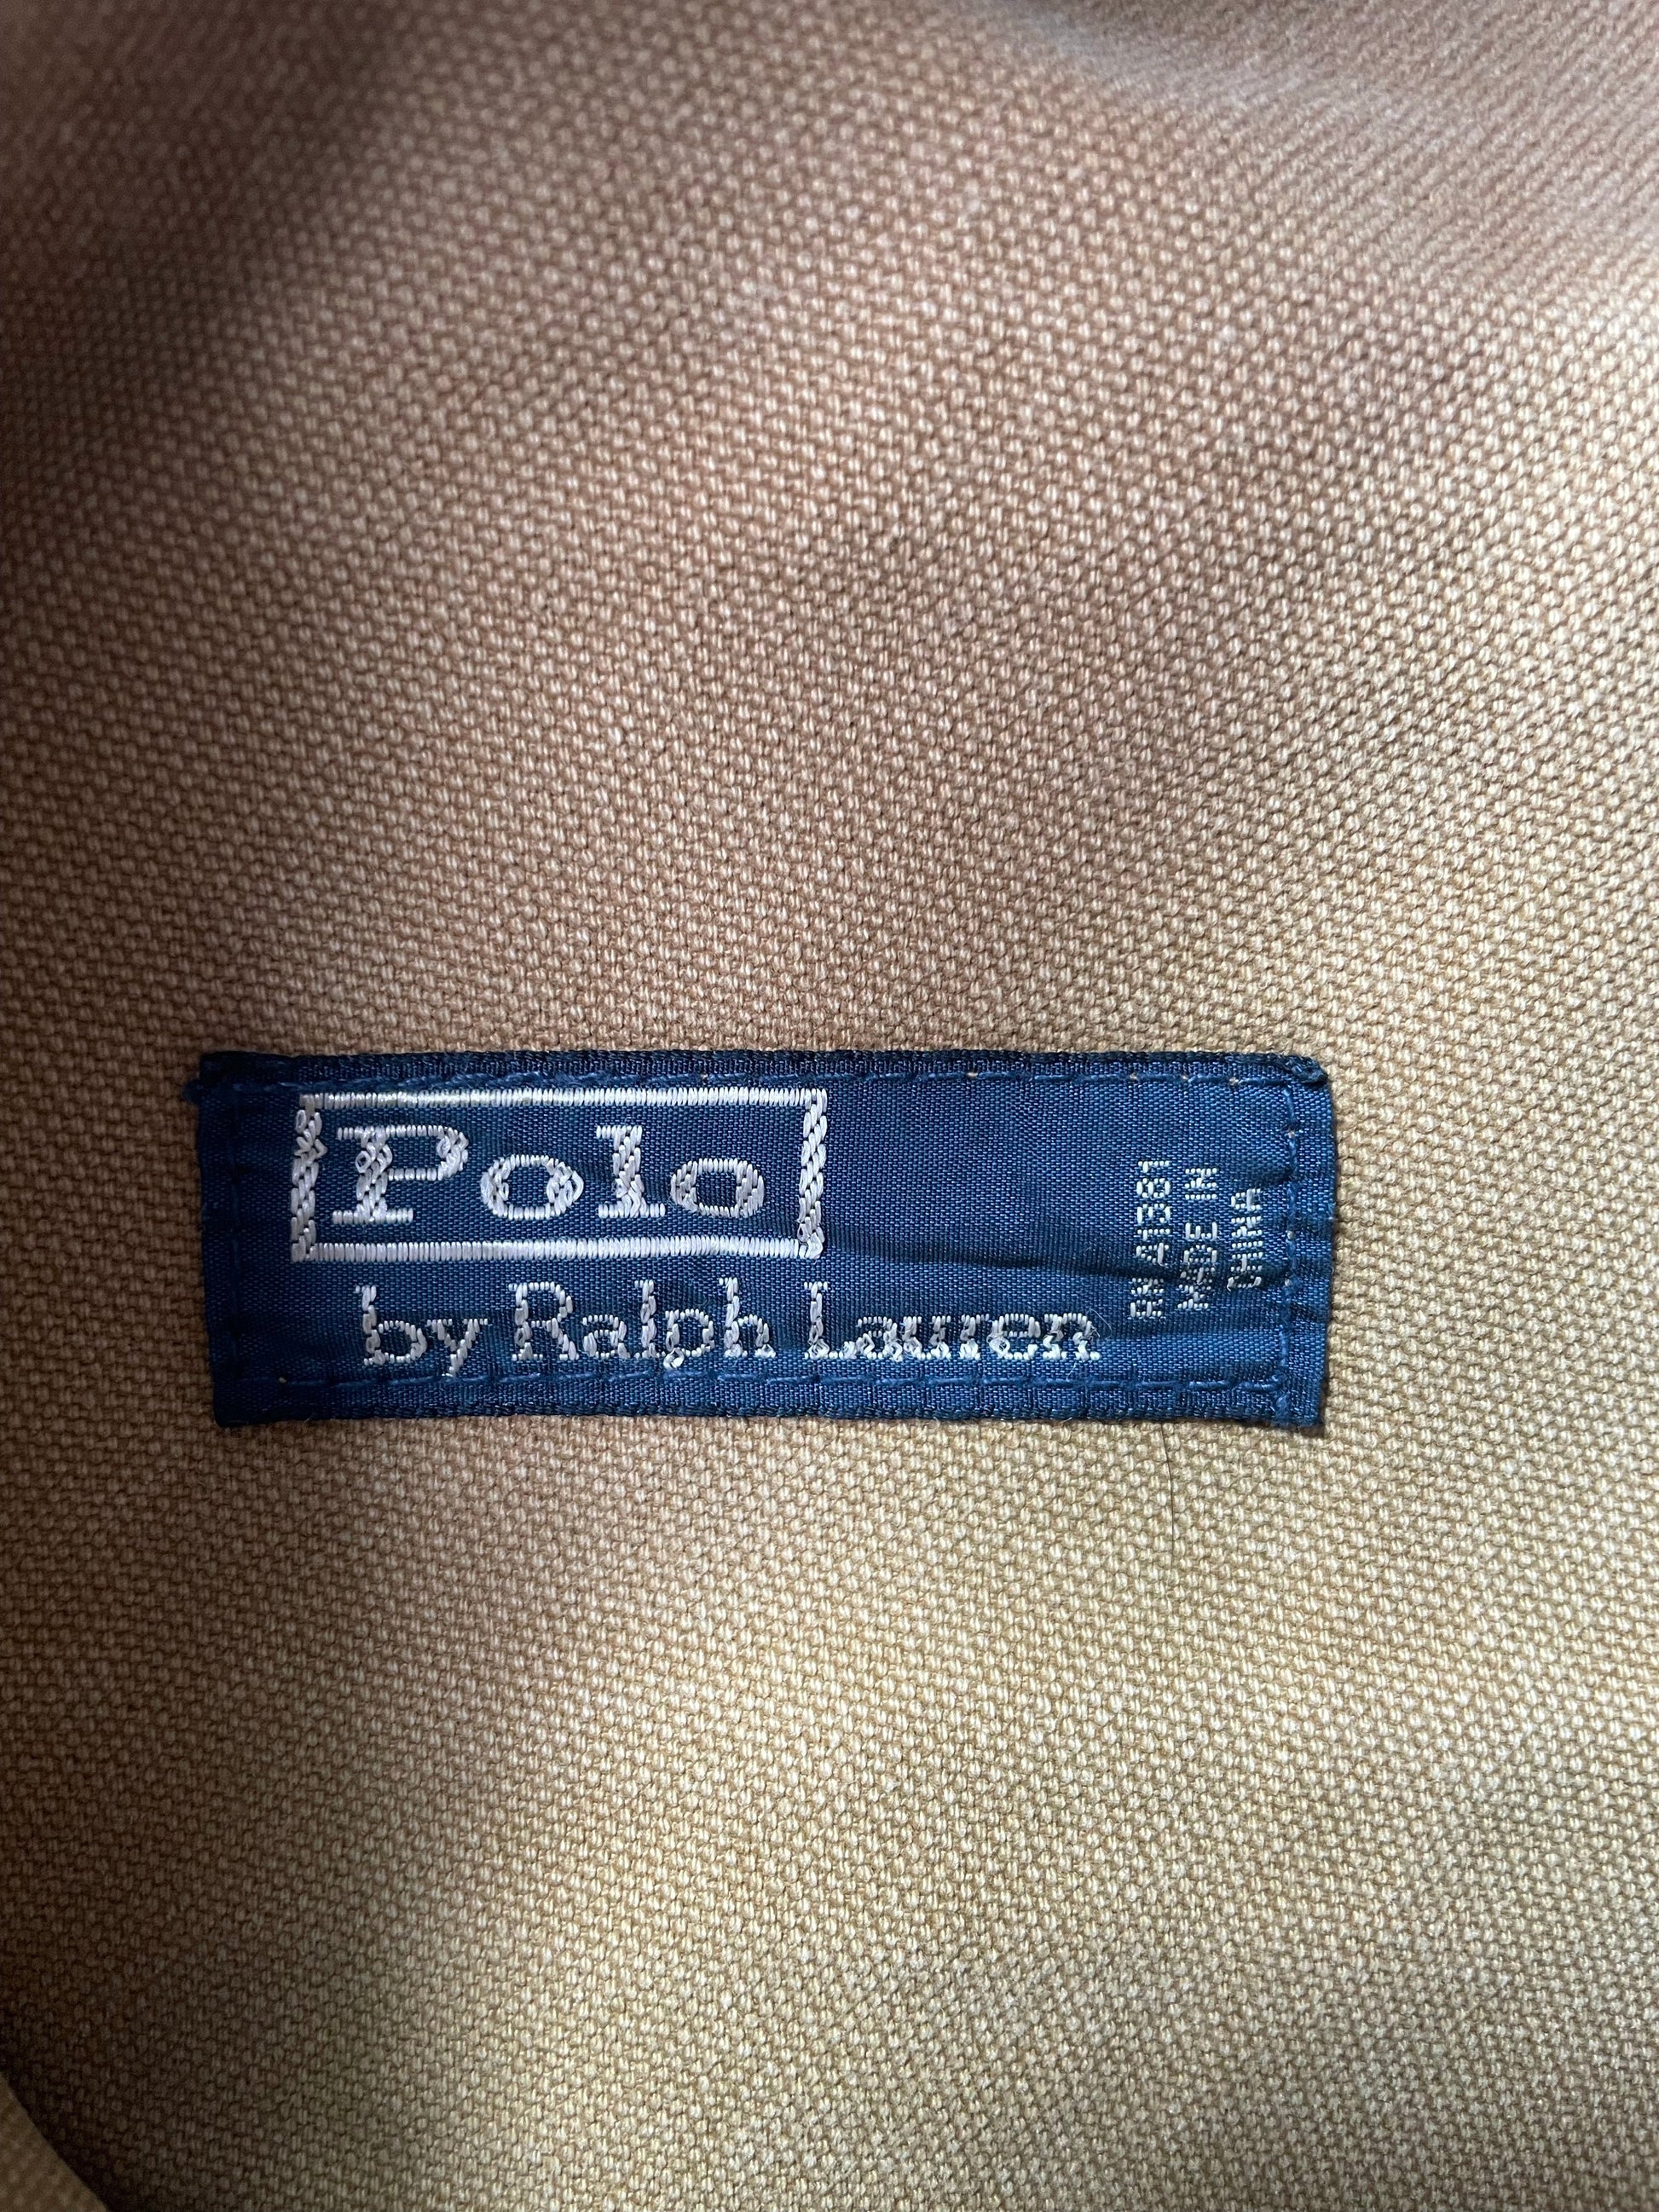 Polo
by Ralph Lauren
RN 41381
MADE IN
CHINA